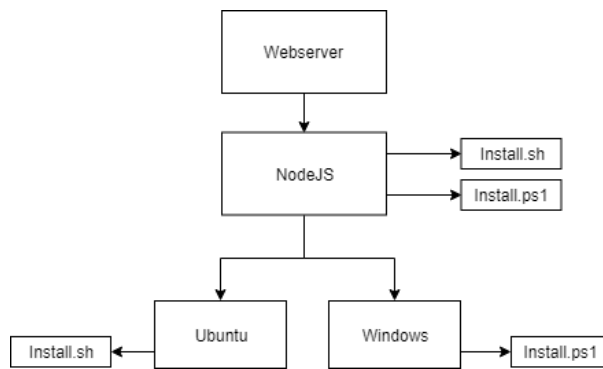 Webserver
NodeJS
Install.sh
Install.ps1
Ubuntu
Windows
Install.sh
Install.ps1